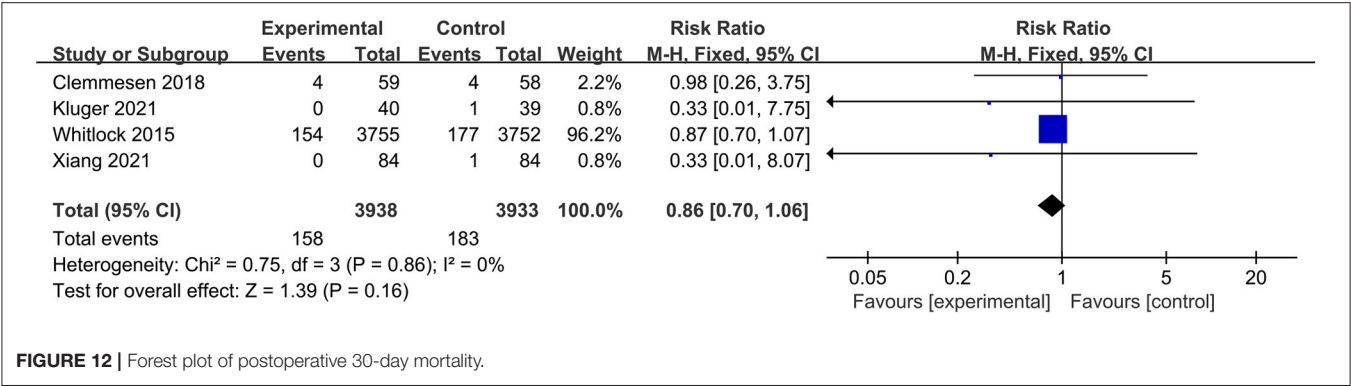 Experimental Control Risk Ratio Risk Ratio
Study or Subgroup Events Total Events Total Weight M-H, Fixed, 95% CI M-H, Fixed, 95% CI
Clemmesen 2018 4 59 4 58 2.2% 0.98 [0.26, 3.75]
Kluger 2021 0 40 1 39 0.8% 0.33 [0.01, 7.75]
Whitlock 2015 154 3755 177 3752 96.2% 0.87 [0.70, 1.07]
Xiang 2021 0 84 1 84 0.8% 0.33 [0.01, 8.07]
Total (95% CI) 3938 3933 100.0% 0.86 [0.70, 1.06]
Total events 158 183
Heterogeneity: Chi² = 0.75, df = 3 (P = 0.86); I² = 0%
Test for overall effect: Z = 1.39 (P = 0.16)
0.05 0.2 1 5 20
Favours [experimental] Favours [control]
FIGURE 12 | Forest plot of postoperative 30-day mortality.